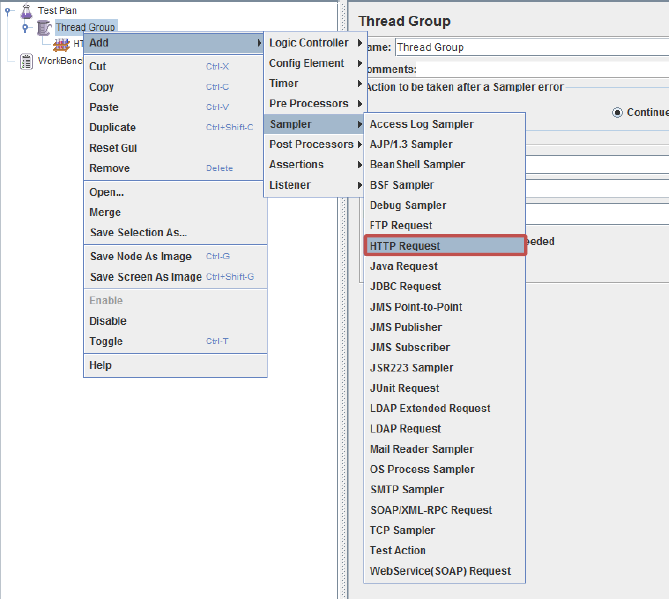 Test Plan
Thread Group
HT
WorkBenc
Add
Cut Ctrl-X
Copy Ctrl-C
Paste Ctrl-V
Duplicate Ctrl+Shift-C
Reset Gui
Remove Delete
Open...
Merge
Save Selection As...
Save Node As Image Ctrl-G
Save Screen As Image Ctrl+Shift-G
Enable
Disable
Toggle Ctrl-T
Help
Logic Controller
Config Element
Timer
Pre Processors
Sampler
Post Processors
Assertions
Listener
Access Log Sampler
AJP/1.3 Sampler
BeanShell Sampler
BSF Sampler
Debug Sampler
FTP Request
HTTP Request
Java Request
JDBC Request
JMS Point-to-Point
JMS Publisher
JMS Subscriber
JSR223 Sampler
JUnit Request
LDAP Extended Request
LDAP Request
Mail Reader Sampler
OS Process Sampler
SMTP Sampler
SOAP/XML-RPC Request
TCP Sampler
Test Action
WebService(SOAP) Request
Thread Group
ame: Thread Group
omments:
Action to be taken after a Sampler error
Continue
eeded